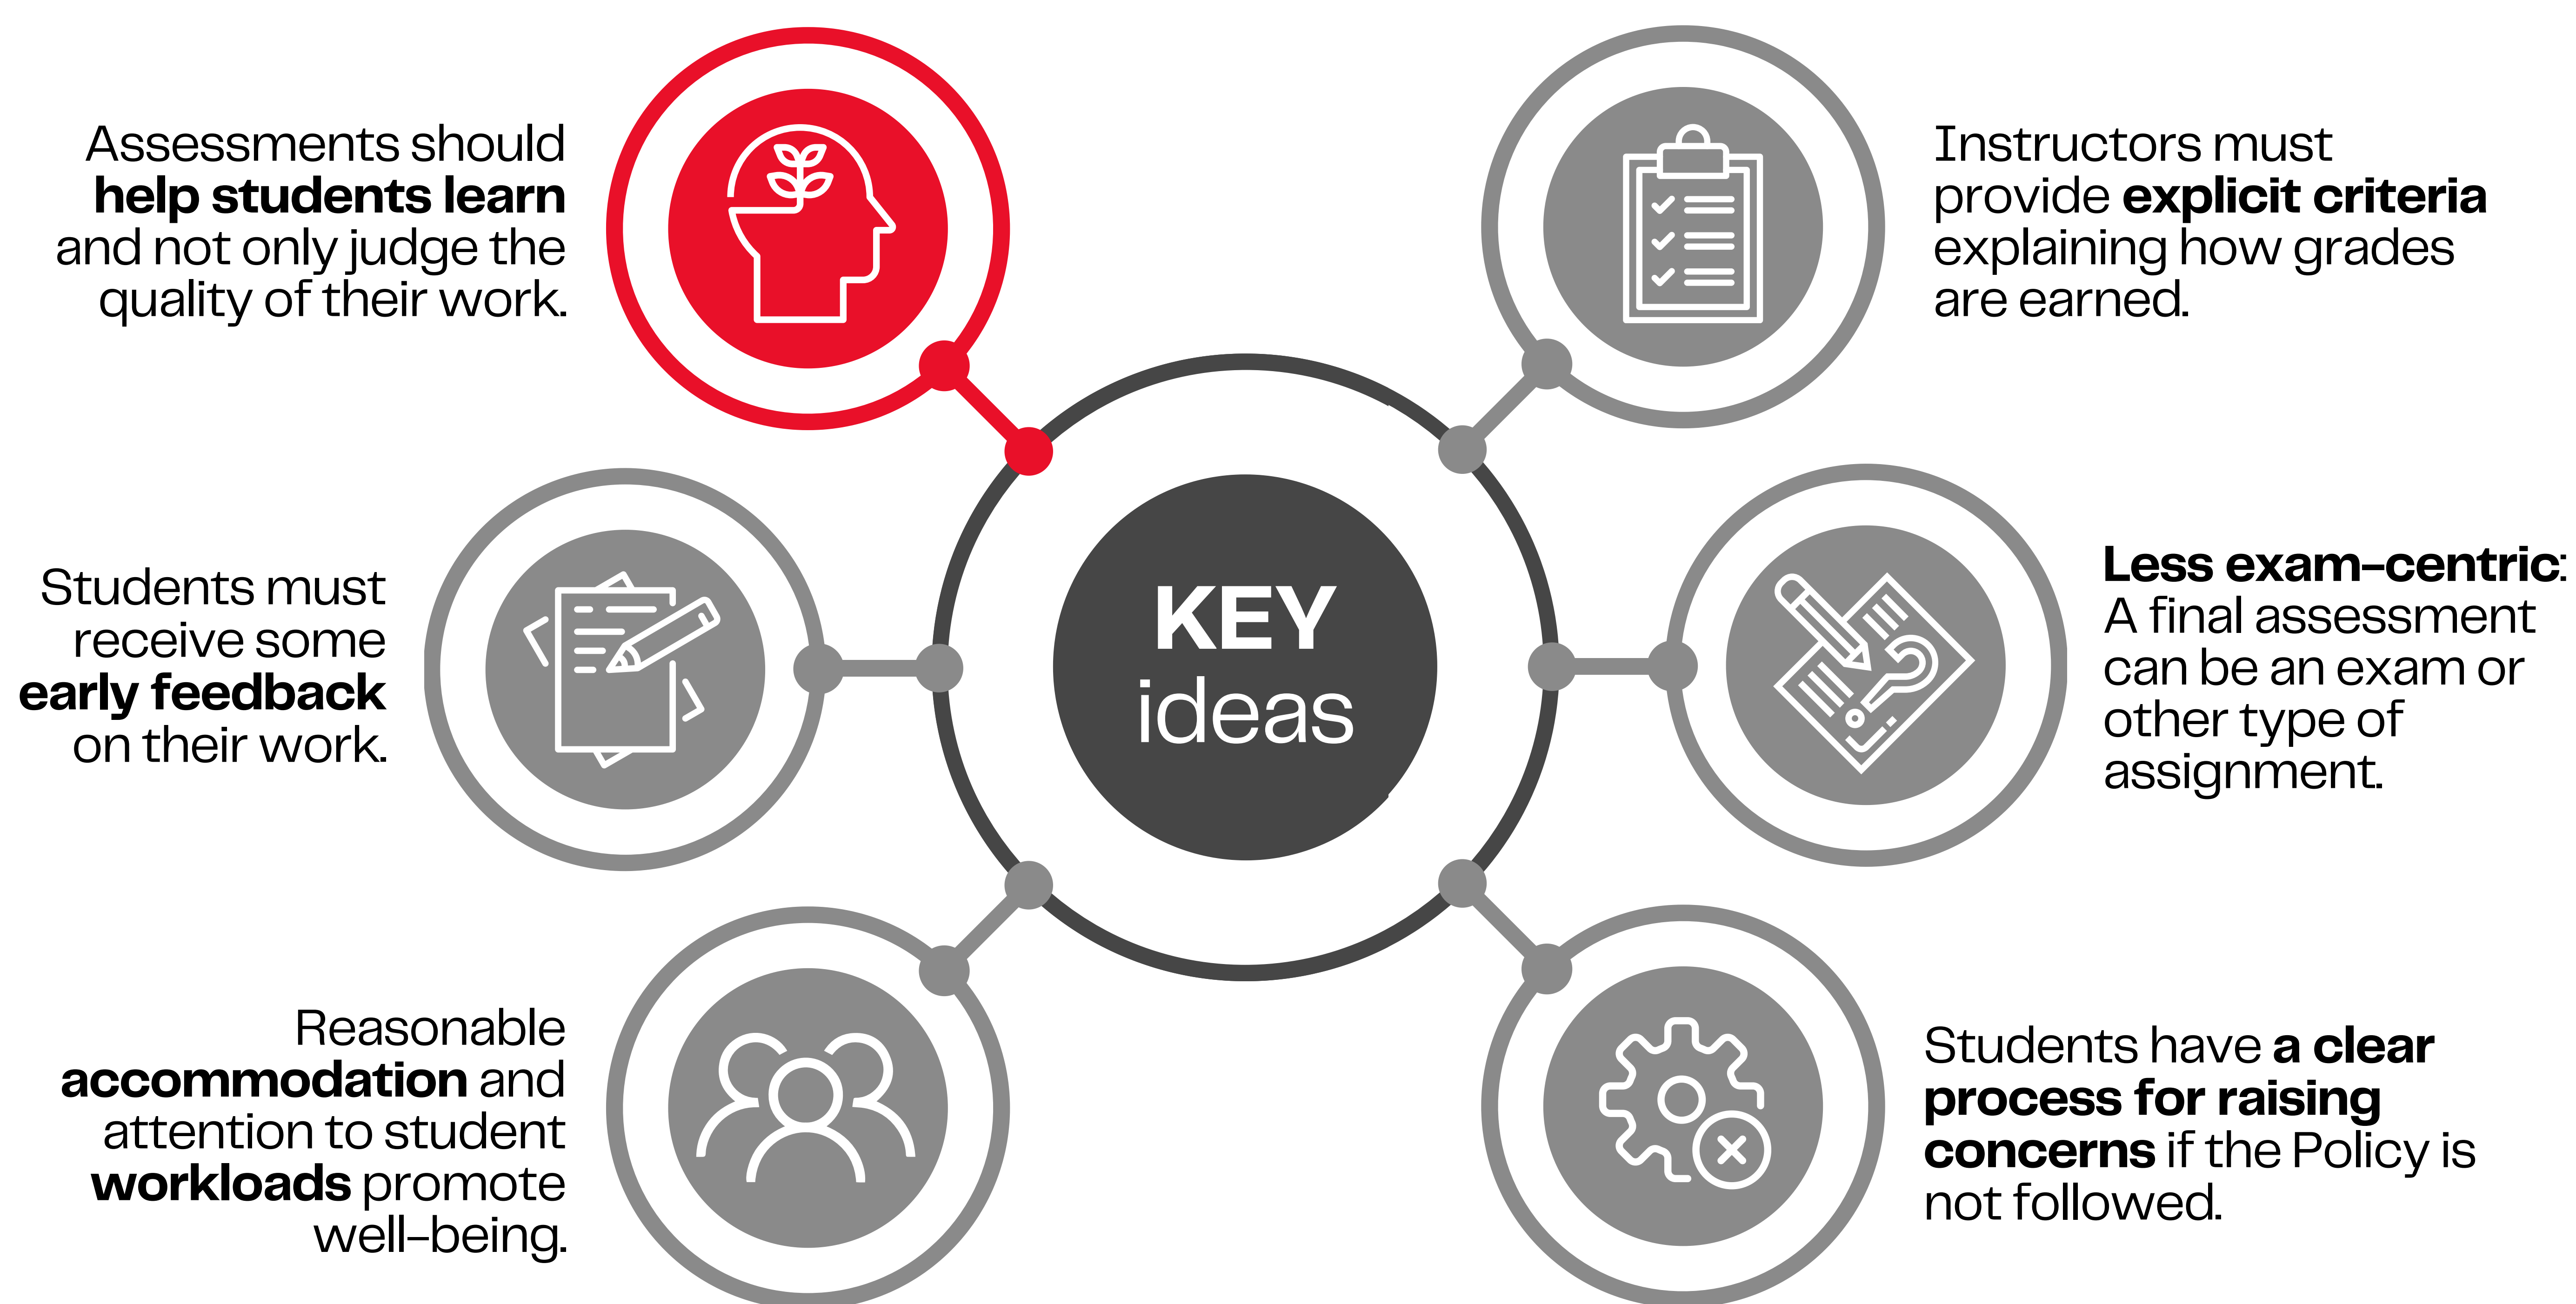 Assessments should
help students learn
and not only judge the
quality of their work.
Instructors must
provide explicit criteria
explaining how grades
are earned.
Students must
receive some
early feedback
on their work.
KEY
ideas
Less exam-centric:
A final assessment
can be an exam or
other type of
assignment.
Reasonable
accommodation and
attention to student
workloads promote
well-being.
Students have a clear
process for raising
concerns if the Policy is
not followed.